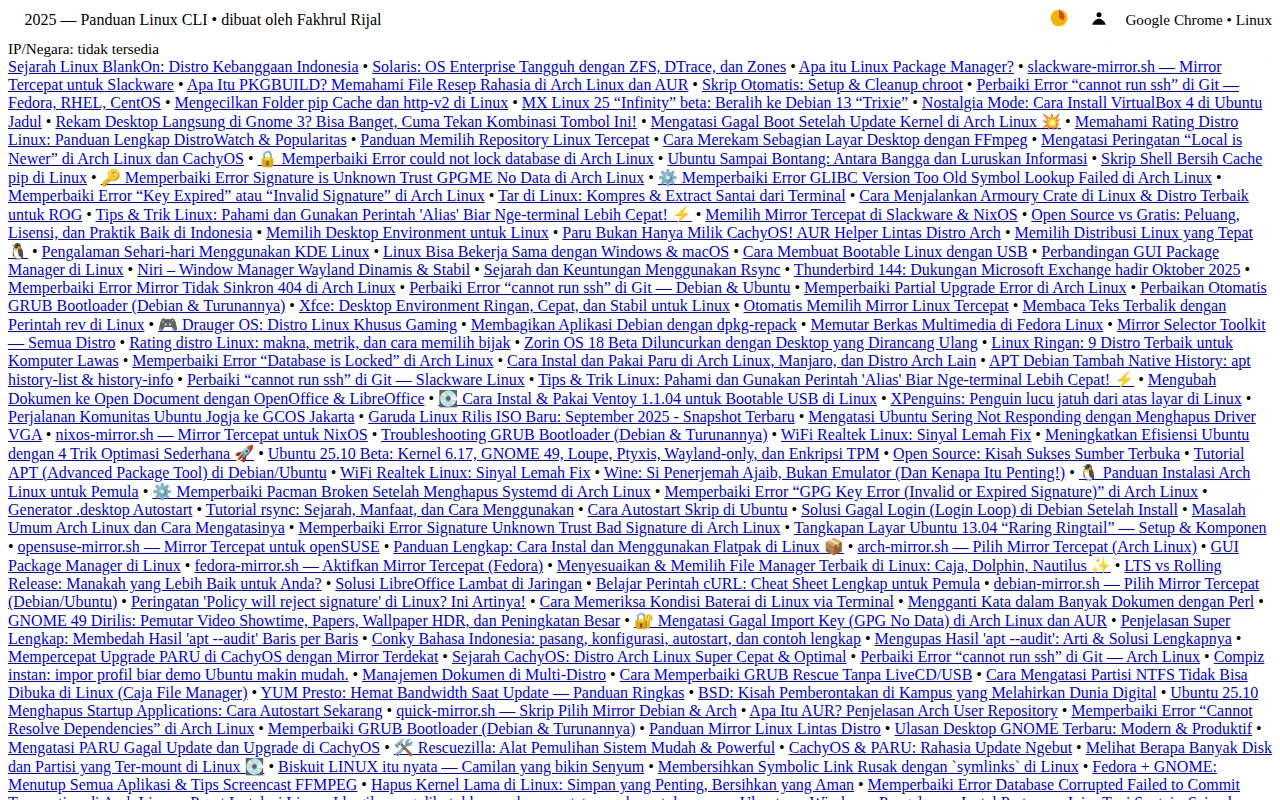 2025 — Panduan Linux CLI • dibuat oleh Fakhrul Rijal
Google Chrome • Linux
IP/Negara: tidak tersedia
Sejarah Linux BlankOn: Distro Kebanggaan Indonesia • Solaris: OS Enterprise Tangguh dengan ZFS, DTrace, dan Zones • Apa itu Linux Package Manager? • slackware-mirror.sh — Mirror
Tercepat untuk Slackware • Apa Itu PKGBUILD? Memahami File Resep Rahasia di Arch Linux dan AUR • Skrip Otomatis: Setup & Cleanup chroot • Perbaiki Error “cannot run ssh” di Git —
Fedora, RHEL, CentOS • Mengecilkan Folder pip Cache dan http-v2 di Linux • MX Linux 25 “Infinity” beta: Beralih ke Debian 13 “Trixie” • Nostalgia Mode: Cara Install VirtualBox 4 di Ubuntu
Jadul • Rekam Desktop Langsung di Gnome 3? Bisa Banget, Cuma Tekan Kombinasi Tombol Ini! • Mengatasi Gagal Boot Setelah Update Kernel di Arch Linux 💥 • Memahami Rating Distro
Linux: Panduan Lengkap DistroWatch & Popularitas • Panduan Memilih Repository Linux Tercepat • Cara Merekam Sebagian Layar Desktop dengan FFmpeg • Mengatasi Peringatan “Local is
Newer” di Arch Linux dan CachyOS • 🔒 Memperbaiki Error could not lock database di Arch Linux • Ubuntu Sampai Bontang: Antara Bangga dan Luruskan Informasi • Skrip Shell Bersih Cache
pip di Linux • 🔑 Memperbaiki Error Signature is Unknown Trust GPGME No Data di Arch Linux • ⚙️ Memperbaiki Error GLIBC Version Too Old Symbol Lookup Failed di Arch Linux •
Memperbaiki Error “Key Expired” atau “Invalid Signature” di Arch Linux • Tar di Linux: Kompres & Extract Santai dari Terminal • Cara Menjalankan Armoury Crate di Linux & Distro Terbaik
untuk ROG • Tips & Trik Linux: Pahami dan Gunakan Perintah 'Alias' Biar Nge-terminal Lebih Cepat! ⚡ • Memilih Mirror Tercepat di Slackware & NixOS • Open Source vs Gratis: Peluang,
Lisensi, dan Praktik Baik di Indonesia • Memilih Desktop Environment untuk Linux • Paru Bukan Hanya Milik CachyOS! AUR Helper Lintas Distro Arch • Memilih Distribusi Linux yang Tepat
🐧 • Pengalaman Sehari-hari Menggunakan KDE Linux • Linux Bisa Bekerja Sama dengan Windows & macOS • Cara Membuat Bootable Linux dengan USB • Perbandingan GUI Package
Manager di Linux • Niri – Window Manager Wayland Dinamis & Stabil • Sejarah dan Keuntungan Menggunakan Rsync • Thunderbird 144: Dukungan Microsoft Exchange hadir Oktober 2025 •
Memperbaiki Error Mirror Tidak Sinkron 404 di Arch Linux • Perbaiki Error “cannot run ssh” di Git — Debian & Ubuntu • Memperbaiki Partial Upgrade Error di Arch Linux • Perbaikan Otomatis
GRUB Bootloader (Debian & Turunannya) • Xfce: Desktop Environment Ringan, Cepat, dan Stabil untuk Linux • Otomatis Memilih Mirror Linux Tercepat • Membaca Teks Terbalik dengan
Perintah rev di Linux • 🎮 Drauger OS: Distro Linux Khusus Gaming • Membagikan Aplikasi Debian dengan dpkg-repack • Memutar Berkas Multimedia di Fedora Linux • Mirror Selector Toolkit
— Semua Distro • Rating distro Linux: makna, metrik, dan cara memilih bijak • Zorin OS 18 Beta Diluncurkan dengan Desktop yang Dirancang Ulang • Linux Ringan: 9 Distro Terbaik untuk
Komputer Lawas • Memperbaiki Error “Database is Locked” di Arch Linux • Cara Instal dan Pakai Paru di Arch Linux, Manjaro, dan Distro Arch Lain • APT Debian Tambah Native History: apt
history-list & history-info • Perbaiki “cannot run ssh” di Git — Slackware Linux • Tips & Trik Linux: Pahami dan Gunakan Perintah 'Alias' Biar Nge-terminal Lebih Cepat! ⚡ • Mengubah
Dokumen ke Open Document dengan OpenOffice & LibreOffice • 💽 Cara Instal & Pakai Ventoy 1.1.04 untuk Bootable USB di Linux • XPenguins: Penguin lucu jatuh dari atas layar di Linux •
Perjalanan Komunitas Ubuntu Jogja ke GCOS Jakarta • Garuda Linux Rilis ISO Baru: September 2025 - Snapshot Terbaru • Mengatasi Ubuntu Sering Not Responding dengan Menghapus Driver
VGA • nixos-mirror.sh — Mirror Tercepat untuk NixOS • Troubleshooting GRUB Bootloader (Debian & Turunannya) • WiFi Realtek Linux: Sinyal Lemah Fix • Meningkatkan Efisiensi Ubuntu
dengan 4 Trik Optimasi Sederhana 🚀 • Ubuntu 25.10 Beta: Kernel 6.17, GNOME 49, Loupe, Ptyxis, Wayland-only, dan Enkripsi TPM • Open Source: Kisah Sukses Sumber Terbuka • Tutorial
APT (Advanced Package Tool) di Debian/Ubuntu • WiFi Realtek Linux: Sinyal Lemah Fix • Wine: Si Penerjemah Ajaib, Bukan Emulator (Dan Kenapa Itu Penting!) • 🐧 Panduan Instalasi Arch
Linux untuk Pemula • ⚙️ Memperbaiki Pacman Broken Setelah Menghapus Systemd di Arch Linux • Memperbaiki Error “GPG Key Error (Invalid or Expired Signature)” di Arch Linux •
Generator .desktop Autostart • Tutorial rsync: Sejarah, Manfaat, dan Cara Menggunakan • Cara Autostart Skrip di Ubuntu • Solusi Gagal Login (Login Loop) di Debian Setelah Install • Masalah
Umum Arch Linux dan Cara Mengatasinya • Memperbaiki Error Signature Unknown Trust Bad Signature di Arch Linux • Tangkapan Layar Ubuntu 13.04 “Raring Ringtail” — Setup & Komponen
• opensuse-mirror.sh — Mirror Tercepat untuk openSUSE • Panduan Lengkap: Cara Instal dan Menggunakan Flatpak di Linux 📦 • arch-mirror.sh — Pilih Mirror Tercepat (Arch Linux) • GUI
Package Manager di Linux • fedora-mirror.sh — Aktifkan Mirror Tercepat (Fedora) • Menyesuaikan & Memilih File Manager Terbaik di Linux: Caja, Dolphin, Nautilus ✨ • LTS vs Rolling
Release: Manakah yang Lebih Baik untuk Anda? • Solusi LibreOffice Lambat di Jaringan • Belajar Perintah cURL: Cheat Sheet Lengkap untuk Pemula • debian-mirror.sh — Pilih Mirror Tercepat
(Debian/Ubuntu) • Peringatan 'Policy will reject signature' di Linux? Ini Artinya! • Cara Memeriksa Kondisi Baterai di Linux via Terminal • Mengganti Kata dalam Banyak Dokumen dengan Perl •
GNOME 49 Dirilis: Pemutar Video Showtime, Papers, Wallpaper HDR, dan Peningkatan Besar • 🔐 Mengatasi Gagal Import Key (GPG No Data) di Arch Linux dan AUR • Penjelasan Super
Lengkap: Membedah Hasil 'apt --audit' Baris per Baris • Conky Bahasa Indonesia: pasang, konfigurasi, autostart, dan contoh lengkap • Mengupas Hasil 'apt --audit': Arti & Solusi Lengkapnya •
Mempercepat Upgrade PARU di CachyOS dengan Mirror Terdekat • Sejarah CachyOS: Distro Arch Linux Super Cepat & Optimal • Perbaiki Error “cannot run ssh” di Git — Arch Linux • Compiz
instan: impor profil biar demo Ubuntu makin mudah. • Manajemen Dokumen di Multi-Distro • Cara Memperbaiki GRUB Rescue Tanpa LiveCD/USB • Cara Mengatasi Partisi NTFS Tidak Bisa
Dibuka di Linux (Caja File Manager) • YUM Presto: Hemat Bandwidth Saat Update — Panduan Ringkas • BSD: Kisah Pemberontakan di Kampus yang Melahirkan Dunia Digital • Ubuntu 25.10
Menghapus Startup Applications: Cara Autostart Sekarang • quick-mirror.sh — Skrip Pilih Mirror Debian & Arch • Apa Itu AUR? Penjelasan Arch User Repository • Memperbaiki Error “Cannot
Resolve Dependencies” di Arch Linux • Memperbaiki GRUB Bootloader (Debian & Turunannya) • Panduan Mirror Linux Lintas Distro • Ulasan Desktop GNOME Terbaru: Modern & Produktif •
Mengatasi PARU Gagal Update dan Upgrade di CachyOS • 🛠️ Rescuezilla: Alat Pemulihan Sistem Mudah & Powerful • CachyOS & PARU: Rahasia Update Ngebut • Melihat Berapa Banyak Disk
dan Partisi yang Ter-mount di Linux 💽 • Biskuit LINUX itu nyata — Camilan yang bikin Senyum • Membersihkan Symbolic Link Rusak dengan `symlinks` di Linux • Fedora + GNOME:
Menutup Semua Aplikasi & Tips Screencast FFMPEG • Hapus Kernel Lama di Linux: Simpan yang Penting, Bersihkan yang Aman • Memperbaiki Error Database Corrupted Failed to Commit